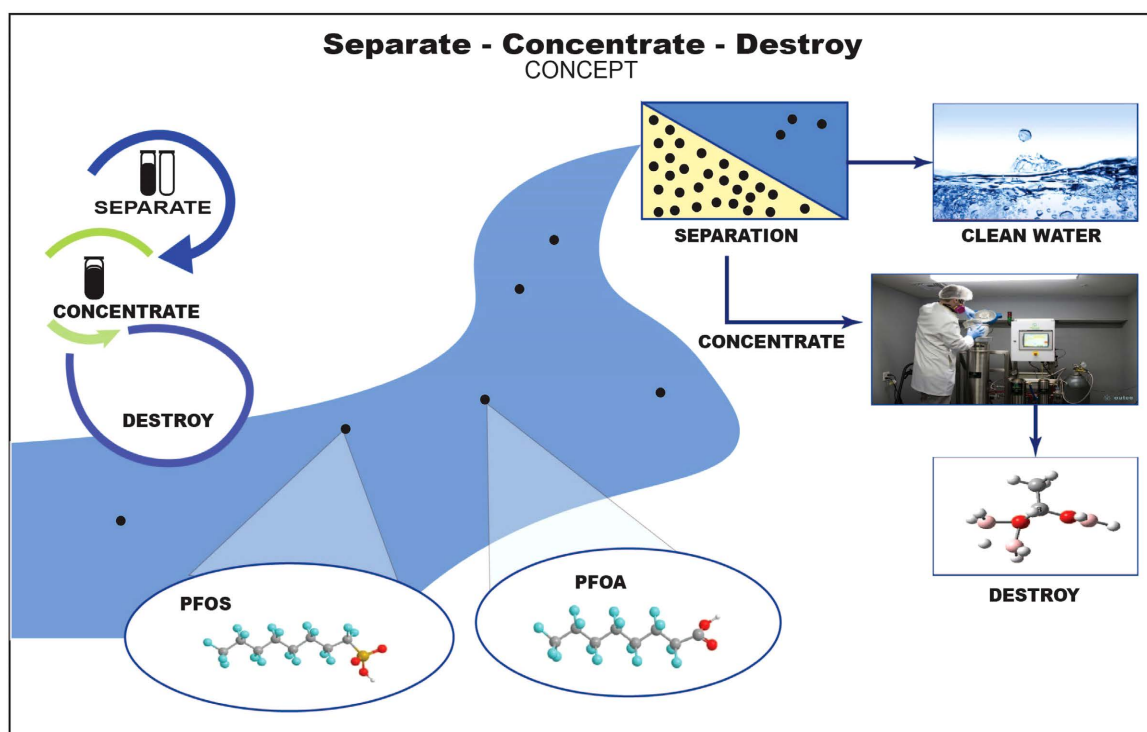 Separate - Concentrate - Destroy
CONCEPT
SEPARATE
CONCENTRATE
DESTROY
SEPARATION
CLEAN WATER
CONCENTRATE
DESTROY
PFOS
PFOA